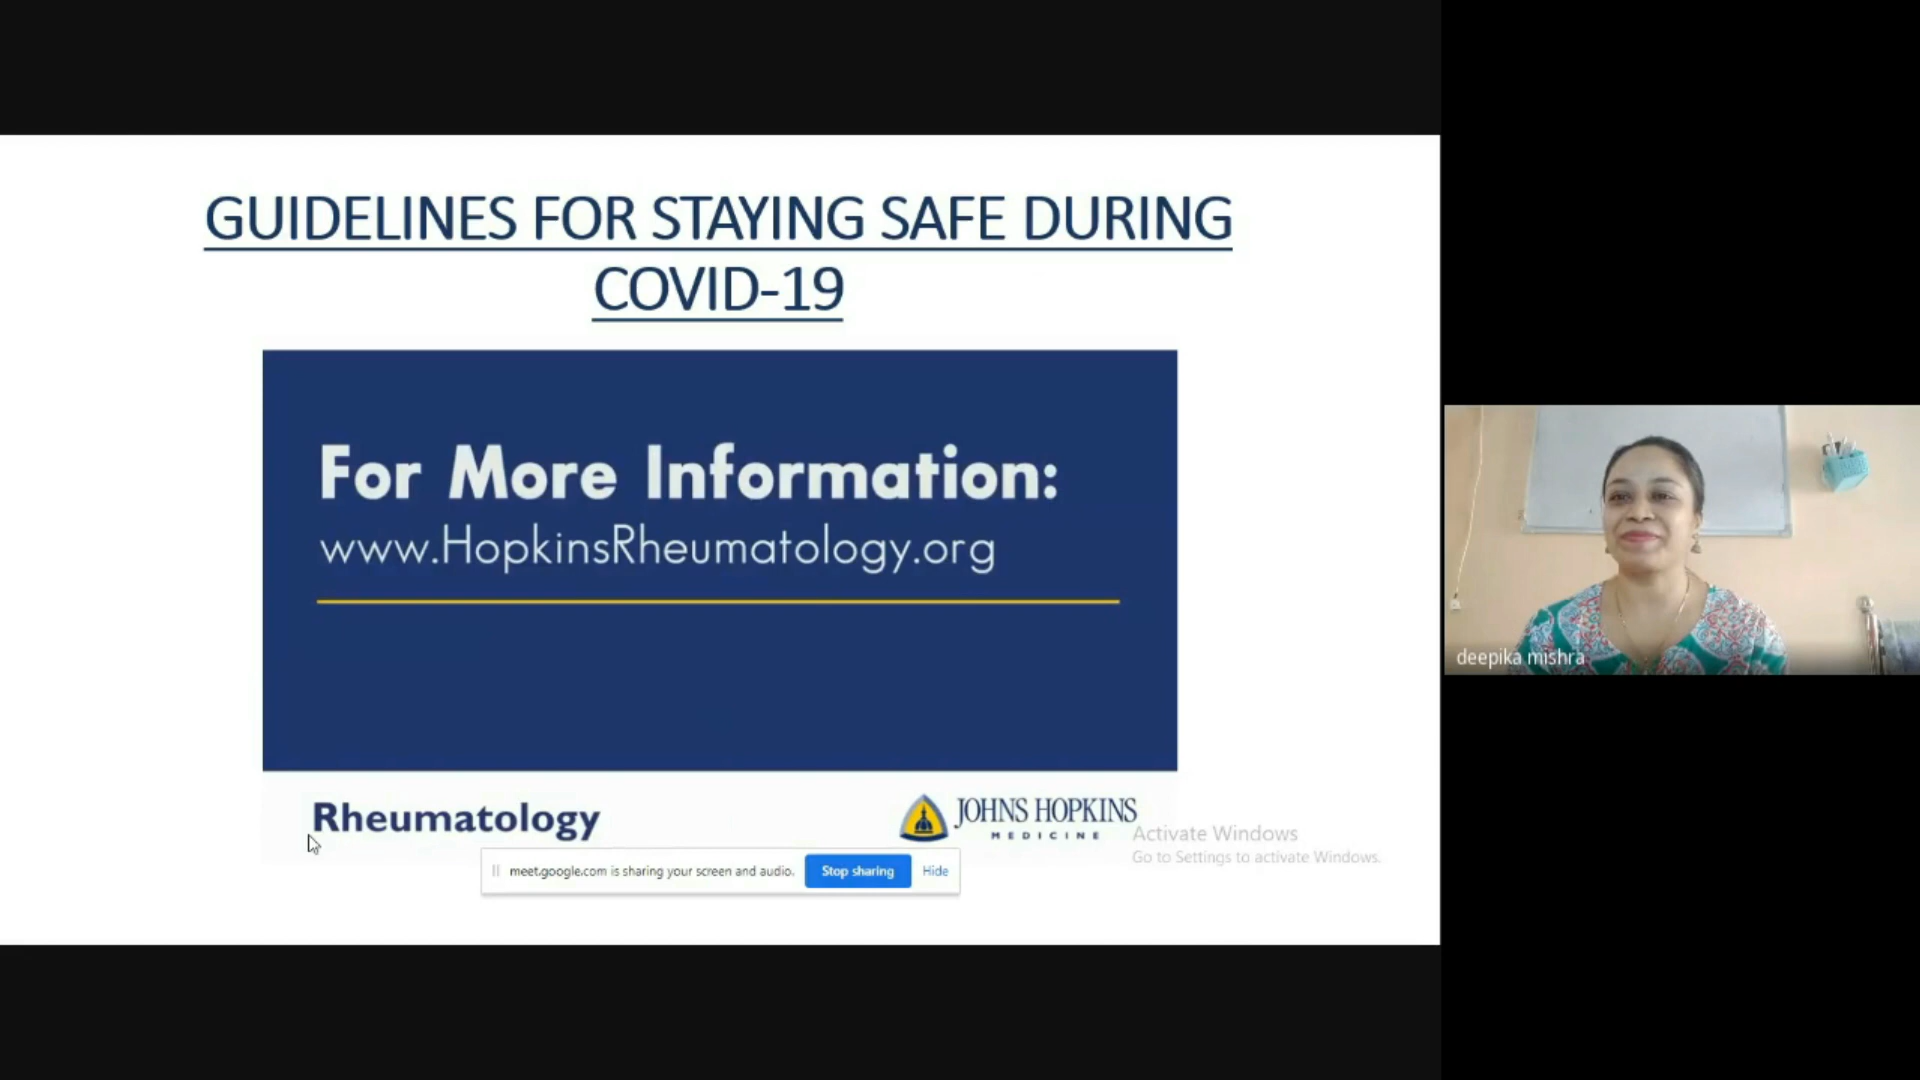 GUIDELINES FOR STAYING SAFE DURING
COVID-19
For More Information:
www.HopkinsRheumatology.org
Rheumatology
JOHNS HOPKINS
MEDICINE
Activate Windows
Go to Settings to activate Windows.
meet.google.com is sharing your screen and audio.
Stop sharing
Hide
deepika mishra